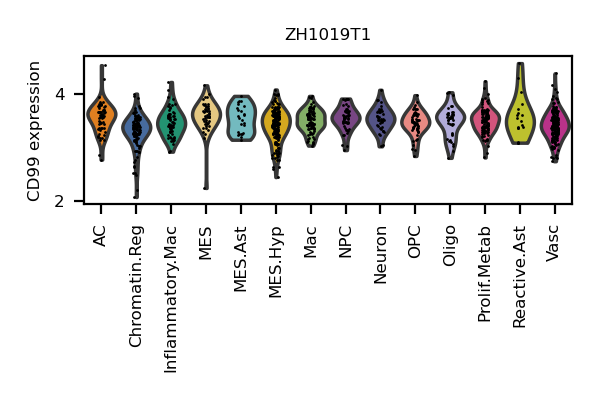 ZH1019T1
CD99 expression
4
2
AC
Chromatin.Reg
Inflammatory.Mac
MES
MES.Ast
MES.Hyp
Mac
NPC
Neuron
OPC
Oligo
Prolif.Metab
Reactive.Ast
Vasc